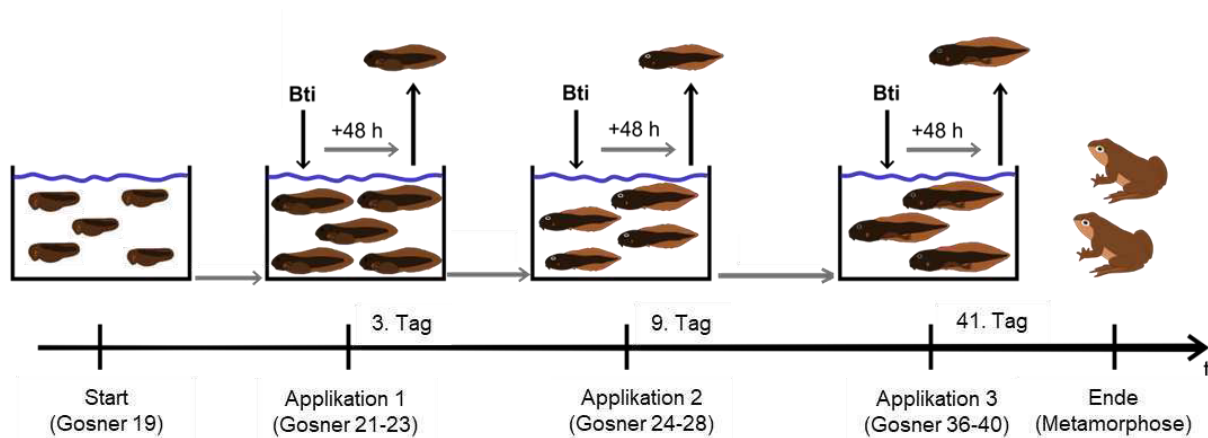 Bti
+48 h
Bti
+48 h
Bti
+48 h
3. Tag
9. Tag
41. Tag
t
Start
(Gosner 19)
Applikation 1
(Gosner 21-23)
Applikation 2
(Gosner 24-28)
Applikation 3
(Gosner 36-40)
Ende
(Metamorphose)